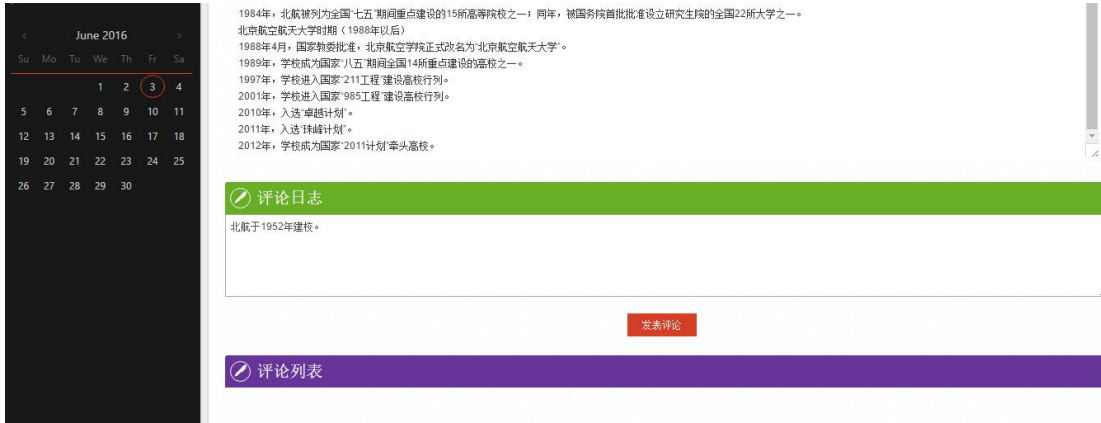 < June 2016 >
Su Mo Tu We Th Fr Sa
1 2 3 4
5 6 7 8 9 10 11
12 13 14 15 16 17 18
19 20 21 22 23 24 25
26 27 28 29 30
1984年，北航被列为全国“七五”期间重点建设的15所高等院校之一；同年，被国务院首批批准设立研究生院的全国22所大学之一。
北京航空航天大学时期（1988年以后）
1988年4月，国家教委批准，北京航空学院正式改名为“北京航空航天大学”。
1989年，学校成为国家“八五”期间全国14所重点建设的高校之一。
1997年，学校进入国家“211工程”建设高校行列。
2001年，学校进入国家“985工程”建设高校行列。
2010年，入选“卓越计划”。
2011年，入选“珠峰计划”。
2012年，学校成为国家“2011计划”牵头高校。
评论日志
北航于1952年建校。
发表评论
评论列表